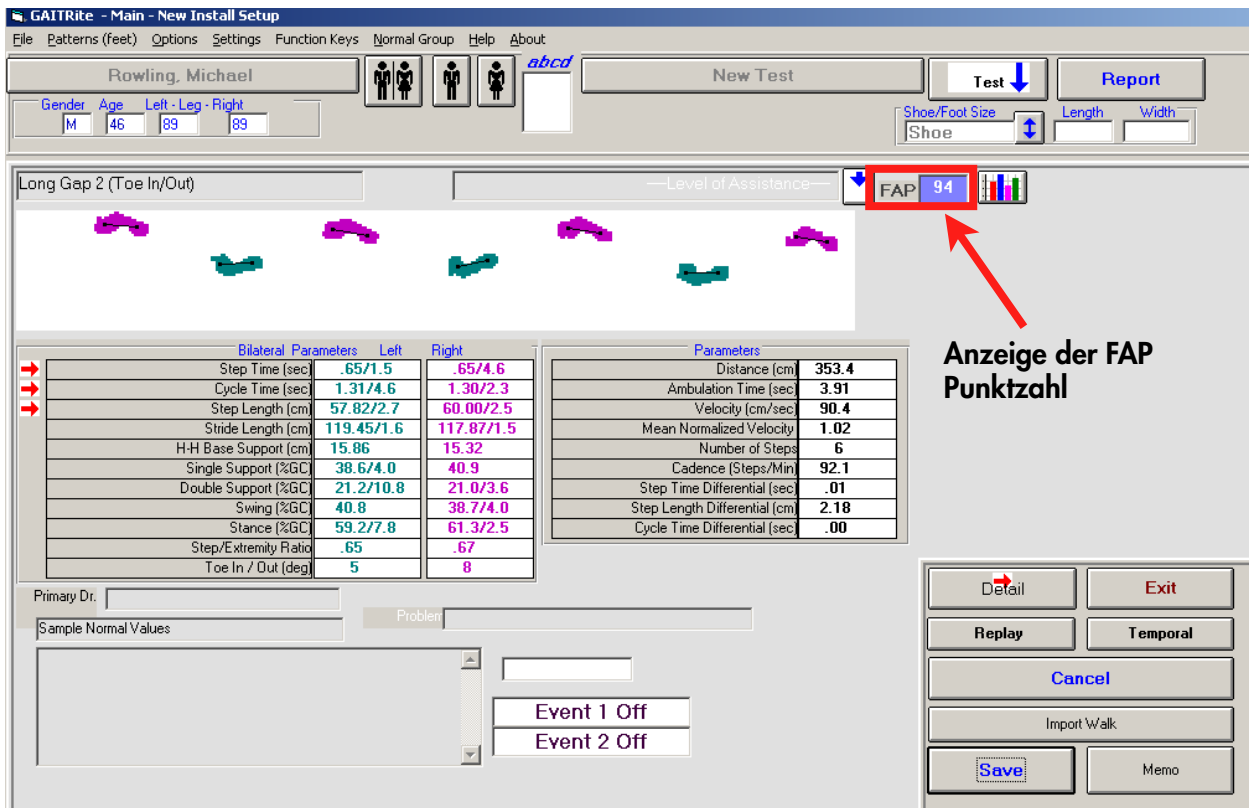 GAITRite - Main - New Install Setup
File Patterns (feet) Options Settings Function Keys Normal Group Help About
Rowling, Michael
abcd
New Test
Test
Report
Gender Age Left - Leg - Right
M 46 89 89
Shoe/Foot Size Length Width
Shoe
Long Gap 2 (Toe In/Out)
—Level of Assistance—
FAP 94
Anzeige der FAP
Punktzahl
Bilateral Parameters Left Right
Step Time (sec) .65/1.5 .65/4.6
Cycle Time (sec) 1.31/4.6 1.30/2.3
Step Length (cm) 57.82/2.7 60.00/2.5
Stride Length (cm) 119.45/1.6 117.87/1.5
H-H Base Support (cm) 15.86 15.32
Single Support (%GC) 38.6/4.0 40.9
Double Support (%GC) 21.2/10.8 21.0/3.6
Swing (%GC) 40.8 38.7/4.0
Stance (%GC) 59.2/7.8 61.3/2.5
Step/Extremity Ratio .65 .67
Toe In / Out (deg) 5 8
Parameters
Distance (cm) 353.4
Ambulation Time (sec) 3.91
Velocity (cm/sec) 90.4
Mean Normalized Velocity 1.02
Number of Steps 6
Cadence (Steps/Min) 92.1
Step Time Differential (sec) .01
Step Length Differential (cm) 2.18
Cycle Time Differential (sec) .00
Primary Dr.
Problem
Sample Normal Values
Event 1 Off
Event 2 Off
Detail Exit
Replay Temporal
Cancel
Import Walk
Save Memo